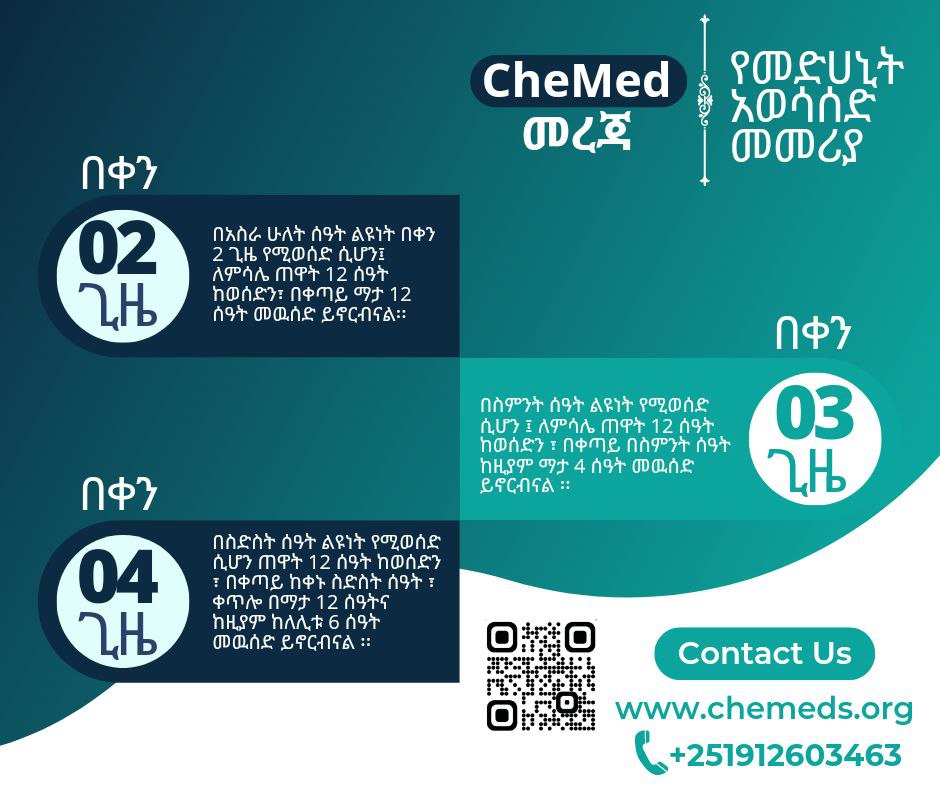 CheMed
መረጃ
የመድሀኒት
አወሳሰድ
መመሪያ
በቀን
02
ጊዜ
በአስራ ሁለት ሰዓት ልዩነት በቀን
2 ጊዜ የሚወሰድ ሲሆን፤
ለምሳሌ ጠዋት 12 ሰዓት
ከወሰድን፣ በቀጣይ ማታ 12
ሰዓት መዉሰድ ይኖርብናል፡፡
በቀን
03
ጊዜ
በስምንት ሰዓት ልዩነት የሚወሰድ
ሲሆን ፤ ለምሳሌ ጠዋት 12 ሰዓት
ከወሰድን ፣ በቀጣይ በስምንት ሰዓት
ከዚያም ማታ 4 ሰዓት መዉሰድ
ይኖርብናል ፡፡
በቀን
04
ጊዜ
በስድስት ሰዓት ልዩነት የሚወሰድ
ሲሆን ጠዋት 12 ሰዓት ከወሰድን
፣ በቀጣይ ከቀኑ ስድስት ሰዓት ፣
ቀጥሎ በማታ 12 ሰዓትና
ከዚያም ከለሊቱ 6 ሰዓት
መዉሰድ ይኖርብናል ፡፡
Contact Us
www.chemeds.org
+251912603463